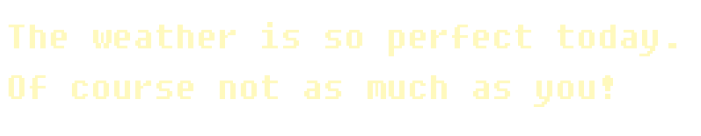 The weather is so perfect today.
Of course not as much as you!